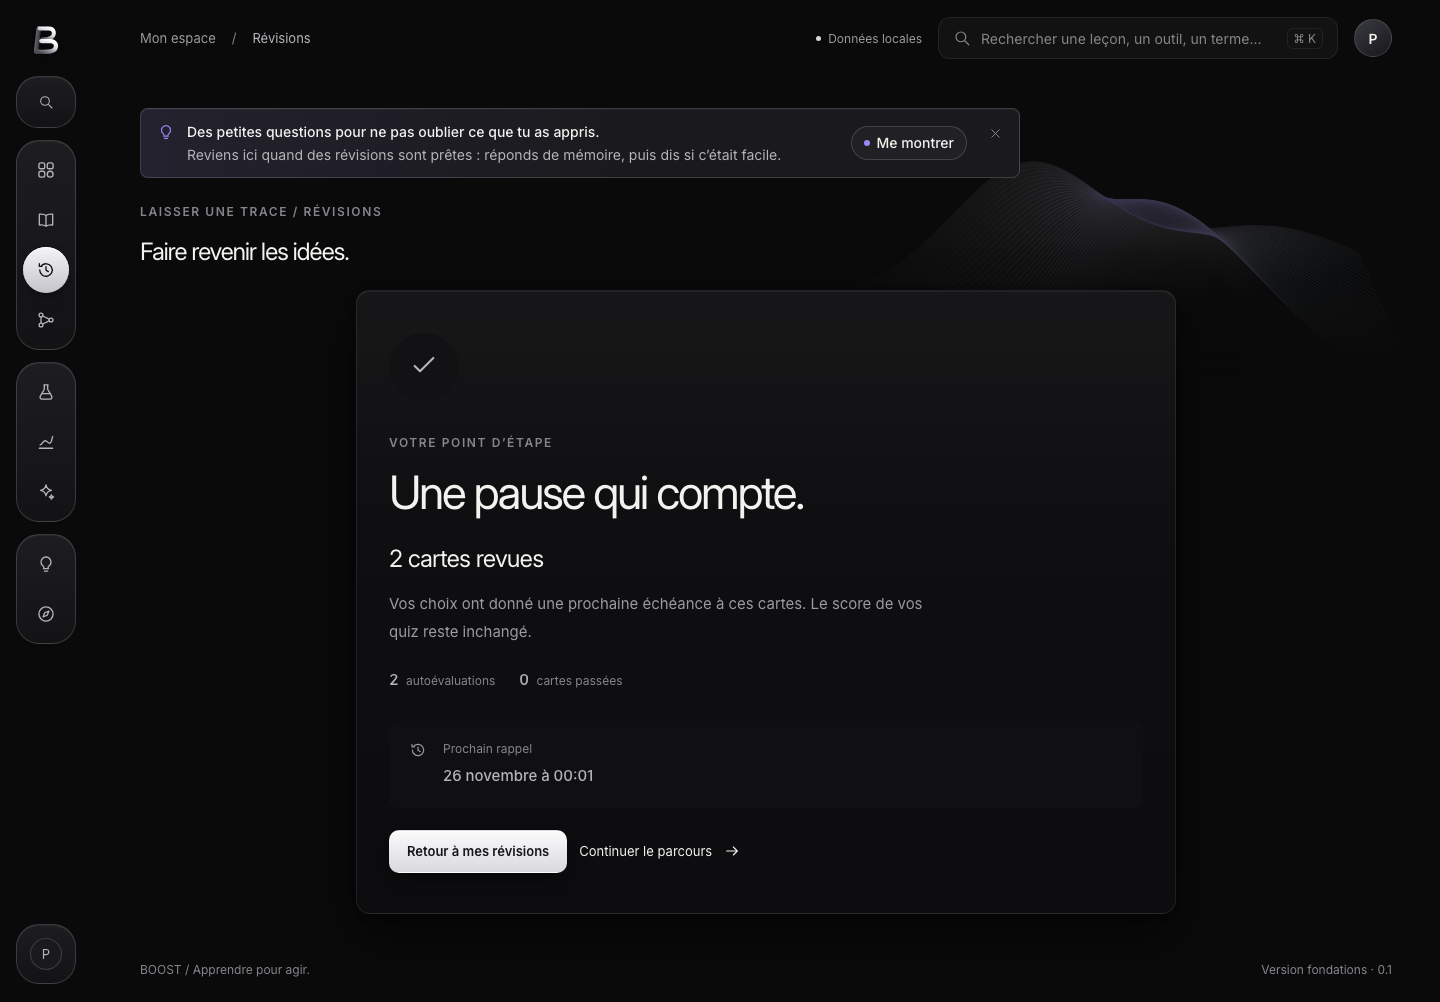 B
Mon espace / Révisions
Données locales
Rechercher une leçon, un outil, un terme...
⌘ K
P
Des petites questions pour ne pas oublier ce que tu as appris.
Reviens ici quand des révisions sont prêtes : réponds de mémoire, puis dis si c’était facile.
Me montrer
LAISSER UNE TRACE / RÉVISIONS
Faire revenir les idées.
VOTRE POINT D’ÉTAPE
Une pause qui compte.
2 cartes revues
Vos choix ont donné une prochaine échéance à ces cartes. Le score de vos
quiz reste inchangé.
2 autoévaluations 0 cartes passées
Prochain rappel
26 novembre à 00:01
Retour à mes révisions
Continuer le parcours
P
BOOST / Apprendre pour agir.
Version fondations · 0.1